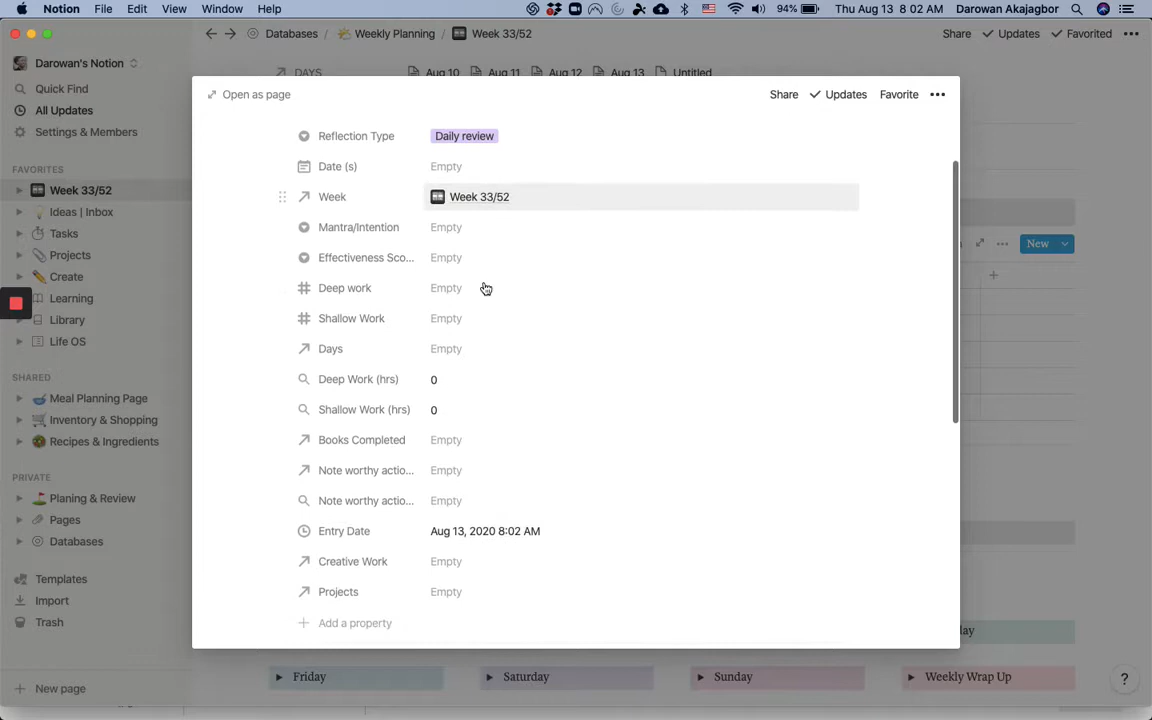 Notion File Edit View Window Help 94% Thu Aug 13 8:02 AM Darowan Akajagbor
Databases / Weekly Planning / Week 33/52 Share Updates Favorited
Darowan's Notion
Quick Find
All Updates
Settings & Members
FAVORITES
Week 33/52
Ideas | Inbox
Tasks
Projects
Create
Learning
Library
Life OS
SHARED
Meal Planning Page
Inventory & Shopping
Recipes & Ingredients
PRIVATE
Planing & Review
Pages
Databases
Templates
Import
Trash
New page
DAYS Aug 10 Aug 11 Aug 12 Aug 13 Untitled
Open as page Share Updates Favorite
Reflection Type Daily review
Date (s) Empty
Week Week 33/52
Mantra/Intention Empty
Effectiveness Sco... Empty
Deep work Empty
Shallow Work Empty
Days Empty
Deep Work (hrs) 0
Shallow Work (hrs) 0
Books Completed Empty
Note worthy actio... Empty
Note worthy actio... Empty
Entry Date Aug 13, 2020 8:02 AM
Creative Work Empty
Projects Empty
Add a property
New
Friday Saturday Sunday Weekly Wrap Up
?